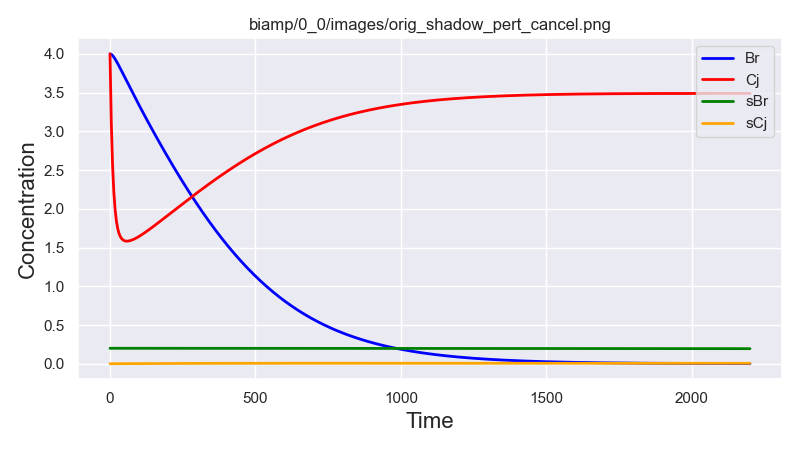 biamp/0_0/images/orig_shadow_pert_cancel.png
Concentration
4.0
3.5
3.0
2.5
2.0
1.5
1.0
0.5
0.0
Br
Cj
sBr
sCj
0
500
1000
1500
2000
Time